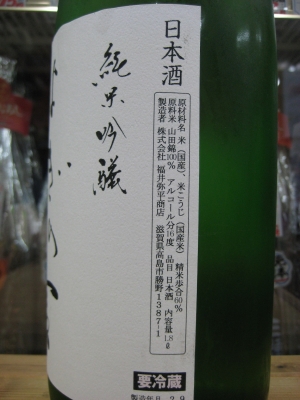 日本酒
原材料名 米（国産）、米こうじ（国産米） 精米歩合60%
原料米 山田錦100% アルコール分16度 品目 日本酒 内容量1.8ℓ
製造者 株式会社 福井弥平商店 滋賀県高島市勝野1387-1
純米吟醸
要冷蔵
製造年月